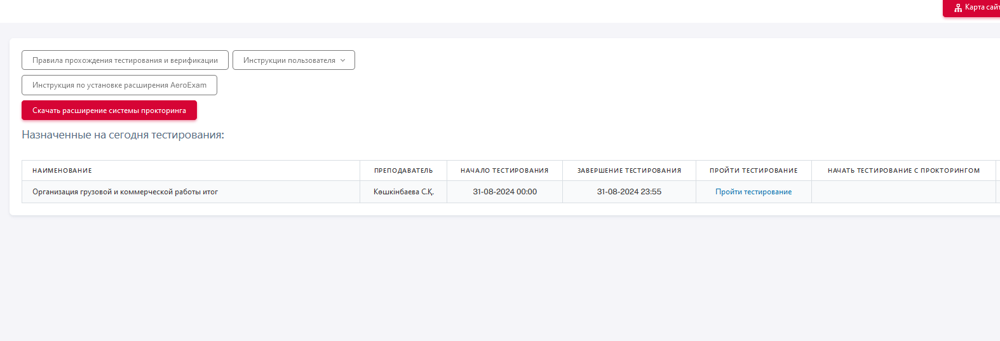 Карта сайт
Правила прохождения тестирования и верификации
Инструкции пользователя
Инструкция по установке расширения AeroExam
Скачать расширение системы прокторинга
Назначенные на сегодня тестирования:
НАИМЕНОВАНИЕ ПРЕПОДАВАТЕЛЬ НАЧАЛО ТЕСТИРОВАНИЯ ЗАВЕРШЕНИЕ ТЕСТИРОВАНИЯ ПРОЙТИ ТЕСТИРОВАНИЕ НАЧАТЬ ТЕСТИРОВАНИЕ С ПРОКТОРИНГОМ
Организация грузовой и коммерческой работы итог Көшкінбаева С.Қ. 31-08-2024 00:00 31-08-2024 23:55 Пройти тестирование